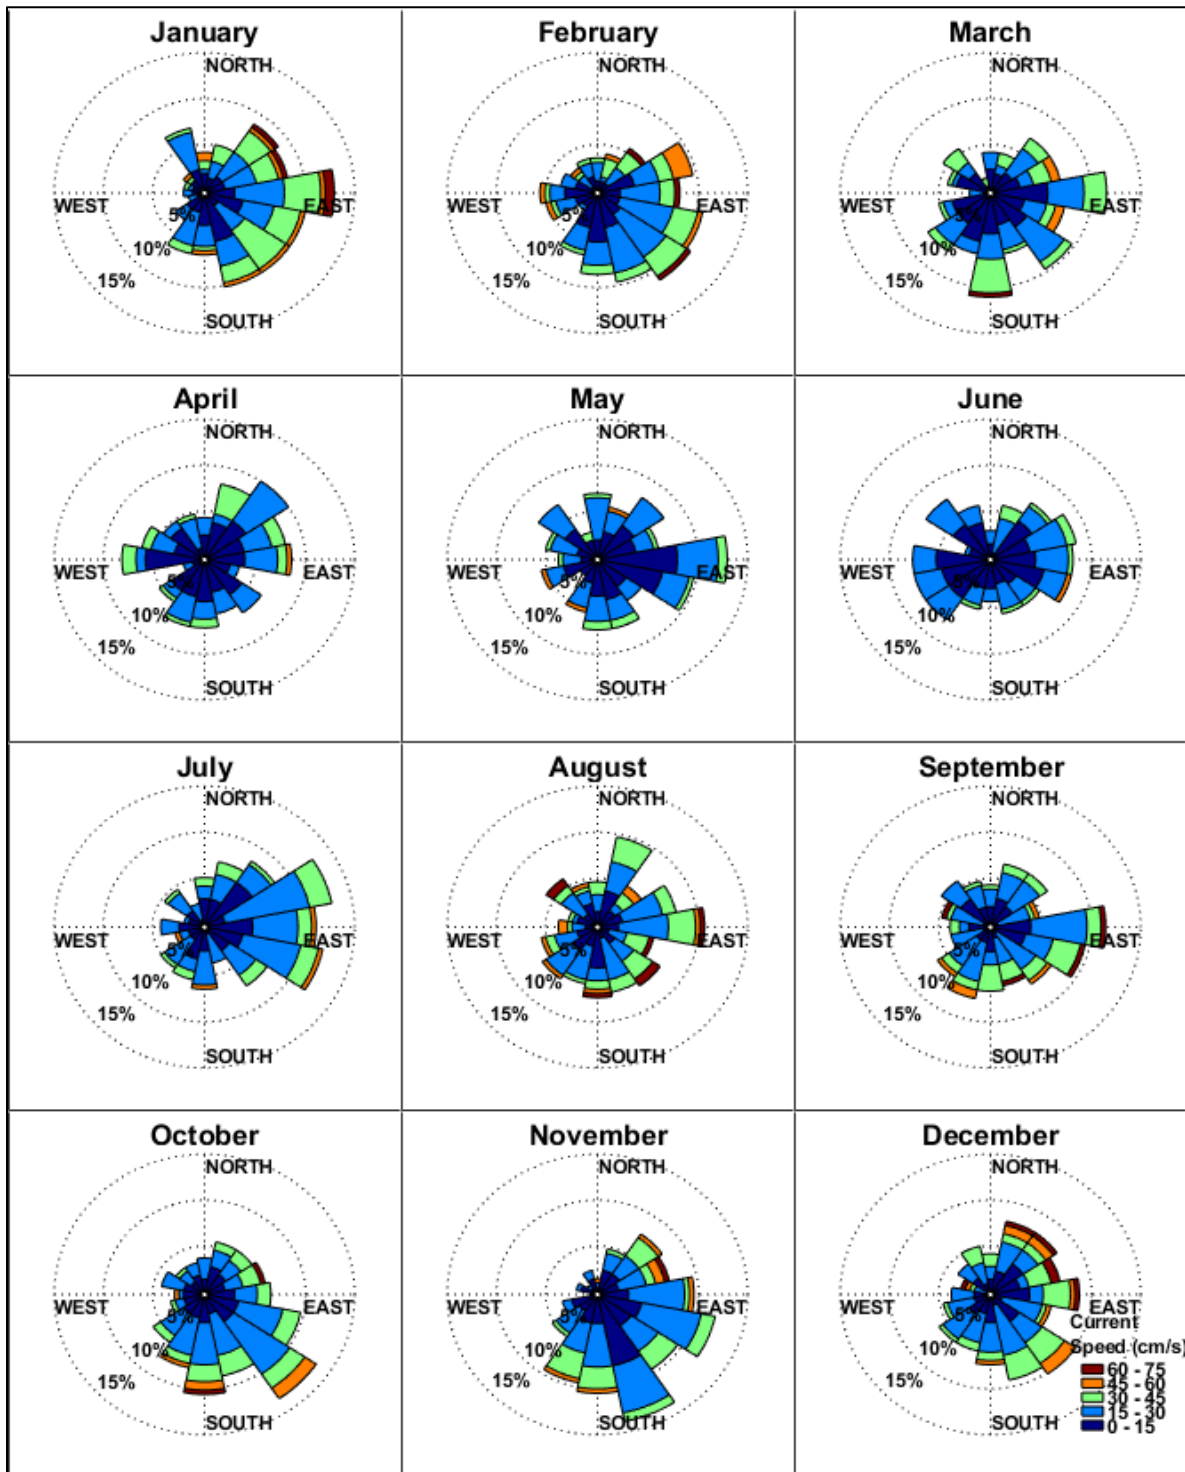 January
NORTH
WEST
EAST
5%
10%
15%
SOUTH
February
NORTH
WEST
EAST
5%
10%
15%
SOUTH
March
NORTH
WEST
EAST
5%
10%
15%
SOUTH
April
NORTH
WEST
EAST
5%
10%
15%
SOUTH
May
NORTH
WEST
EAST
5%
10%
15%
SOUTH
June
NORTH
WEST
EAST
5%
10%
15%
SOUTH
July
NORTH
WEST
EAST
5%
10%
15%
SOUTH
August
NORTH
WEST
EAST
5%
10%
15%
SOUTH
September
NORTH
WEST
EAST
5%
10%
15%
SOUTH
October
NORTH
WEST
EAST
5%
10%
15%
SOUTH
November
NORTH
WEST
EAST
5%
10%
15%
SOUTH
December
NORTH
WEST
EAST
5%
10%
15%
SOUTH
Current
Speed (cm/s)
60 - 75
45 - 60
30 - 45
15 - 30
0 - 15